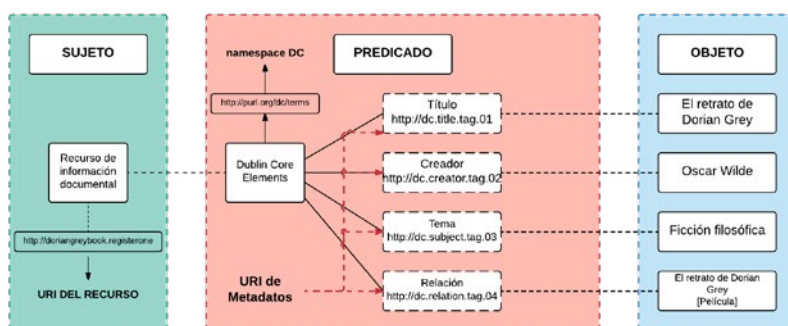 SUJETO
Recurso de
información
documental
http://doriangreybook.registerone
URI DEL RECURSO
PREDICADO
namespace DC
http://purl.org/dc/terms
Dublin Core
Elements
URI de
Metadatos
Título
http://dc.title.tag.01
Creador
http://dc.creator.tag.02
Tema
http://dc.subject.tag.03
Relación
http://dc.relation.tag.04
OBJETO
El retrato de
Dorian Grey
Oscar Wilde
Ficción filosófica
El retrato de Dorian
Grey
[Película]